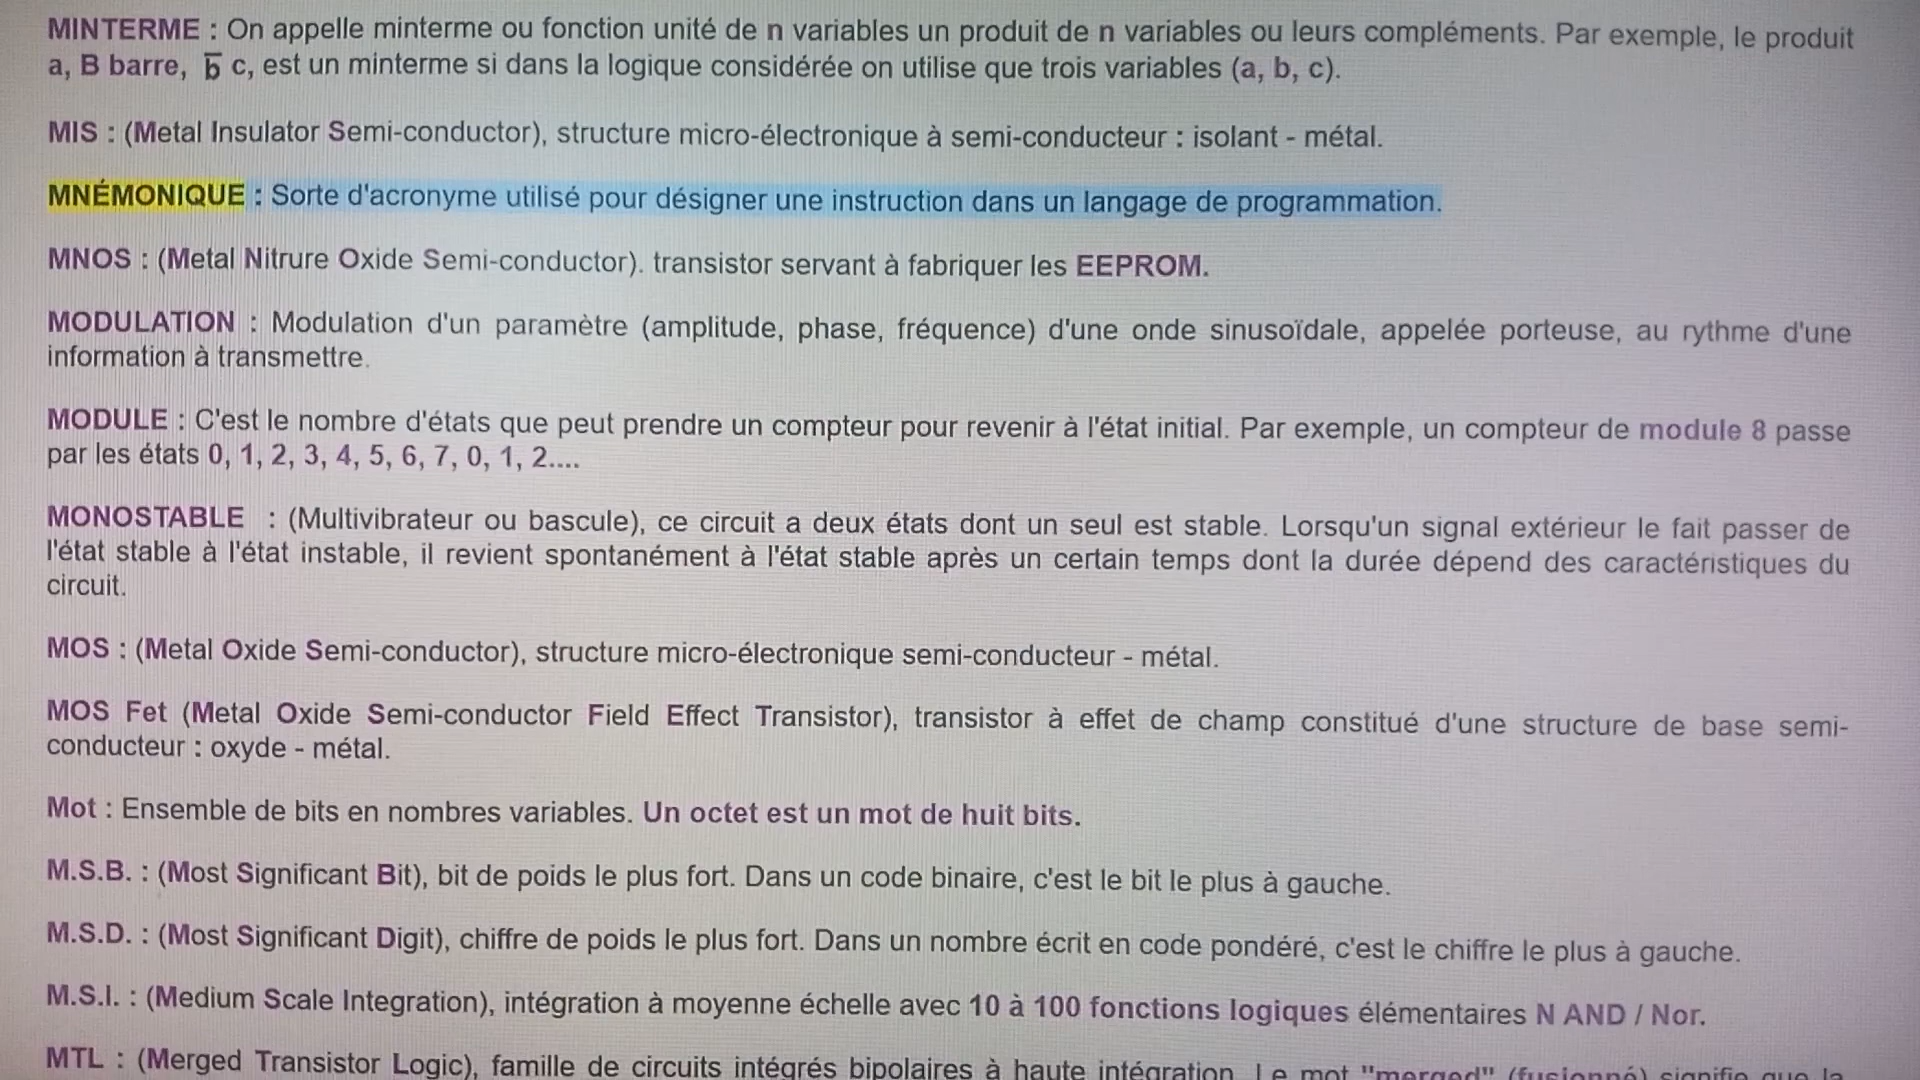 MINTERME : On appelle minterme ou fonction unité de n variables un produit de n variables ou leurs compléments. Par exemple, le produit
a, B barre, b̅ c, est un minterme si dans la logique considérée on utilise que trois variables (a, b, c).
MIS : (Metal Insulator Semi-conductor), structure micro-électronique à semi-conducteur : isolant - métal.
MNÉMONIQUE : Sorte d'acronyme utilisé pour désigner une instruction dans un langage de programmation.
MNOS : (Metal Nitrure Oxide Semi-conductor). transistor servant à fabriquer les EEPROM.
MODULATION : Modulation d'un paramètre (amplitude, phase, fréquence) d'une onde sinusoïdale, appelée porteuse, au rythme d'une
information à transmettre.
MODULE : C'est le nombre d'états que peut prendre un compteur pour revenir à l'état initial. Par exemple, un compteur de module 8 passe
par les états 0, 1, 2, 3, 4, 5, 6, 7, 0, 1, 2....
MONOSTABLE : (Multivibrateur ou bascule), ce circuit a deux états dont un seul est stable. Lorsqu'un signal extérieur le fait passer de
l'état stable à l'état instable, il revient spontanément à l'état stable après un certain temps dont la durée dépend des caractéristiques du
circuit.
MOS : (Metal Oxide Semi-conductor), structure micro-électronique semi-conducteur - métal.
MOS Fet (Metal Oxide Semi-conductor Field Effect Transistor), transistor à effet de champ constitué d'une structure de base semi-
conducteur : oxyde - métal.
Mot : Ensemble de bits en nombres variables. Un octet est un mot de huit bits.
M.S.B. : (Most Significant Bit), bit de poids le plus fort. Dans un code binaire, c'est le bit le plus à gauche.
M.S.D. : (Most Significant Digit), chiffre de poids le plus fort. Dans un nombre écrit en code pondéré, c'est le chiffre le plus à gauche.
M.S.I. : (Medium Scale Integration), intégration à moyenne échelle avec 10 à 100 fonctions logiques élémentaires N AND / Nor.
MTL : (Merged Transistor Logic), famille de circuits intégrés bipolaires à haute intégration. Le mot "merged" (fusionné) signifie que la